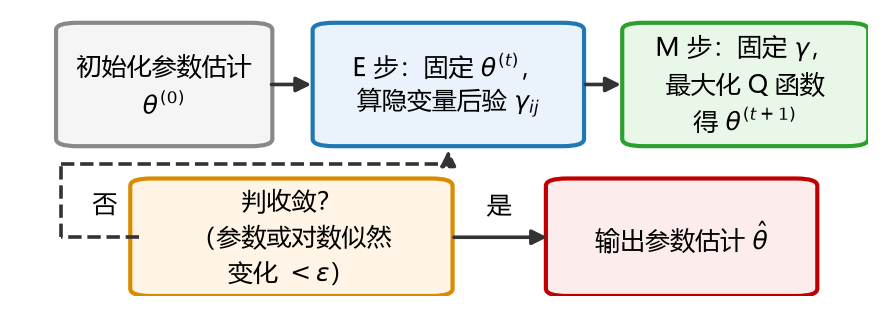 初始化参数估计
θ^(0)
E 步：固定 θ^(t)，
算隐变量后验 γ_ij
M 步：固定 γ，
最大化 Q 函数
得 θ^(t+1)
否
判收敛？
（参数或对数似然
变化 < ε）
是
输出参数估计 θ̂